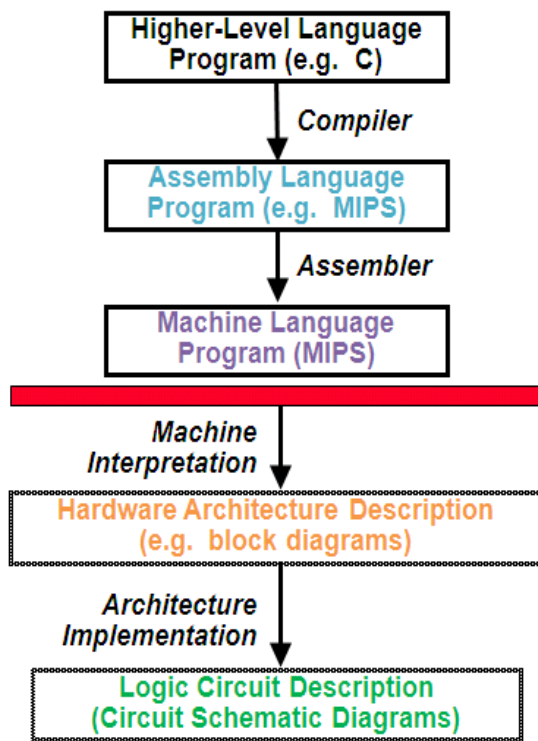 Higher-Level Language
Program (e.g. C)
Compiler
Assembly Language
Program (e.g. MIPS)
Assembler
Machine Language
Program (MIPS)
Machine
Interpretation
Hardware Architecture Description
(e.g. block diagrams)
Architecture
Implementation
Logic Circuit Description
(Circuit Schematic Diagrams)